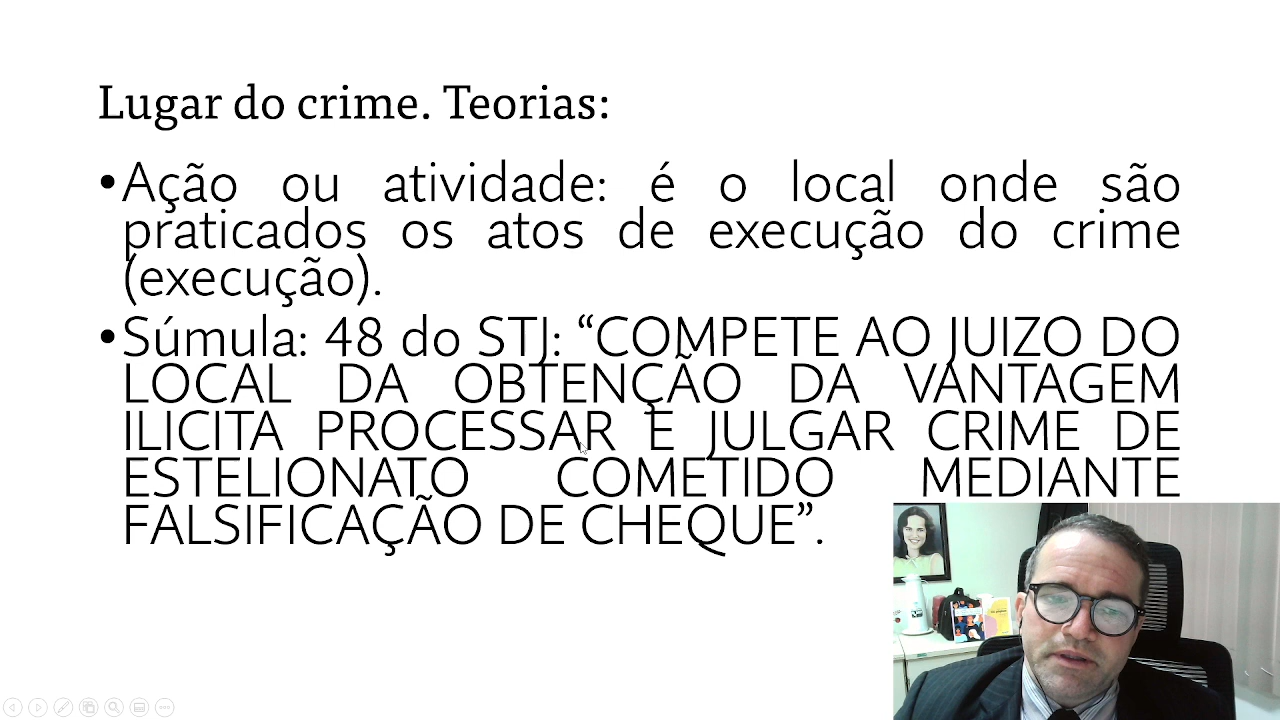 Lugar do crime. Teorias:
•Ação ou atividade: é o local onde são
praticados os atos de execução do crime
(execução).
•Súmula: 48 do STJ: “COMPETE AO JUIZO DO
LOCAL DA OBTENÇÃO DA VANTAGEM
ILICITA PROCESSAR E JULGAR CRIME DE
ESTELIONATO COMETIDO MEDIANTE
FALSIFICAÇÃO DE CHEQUE”.